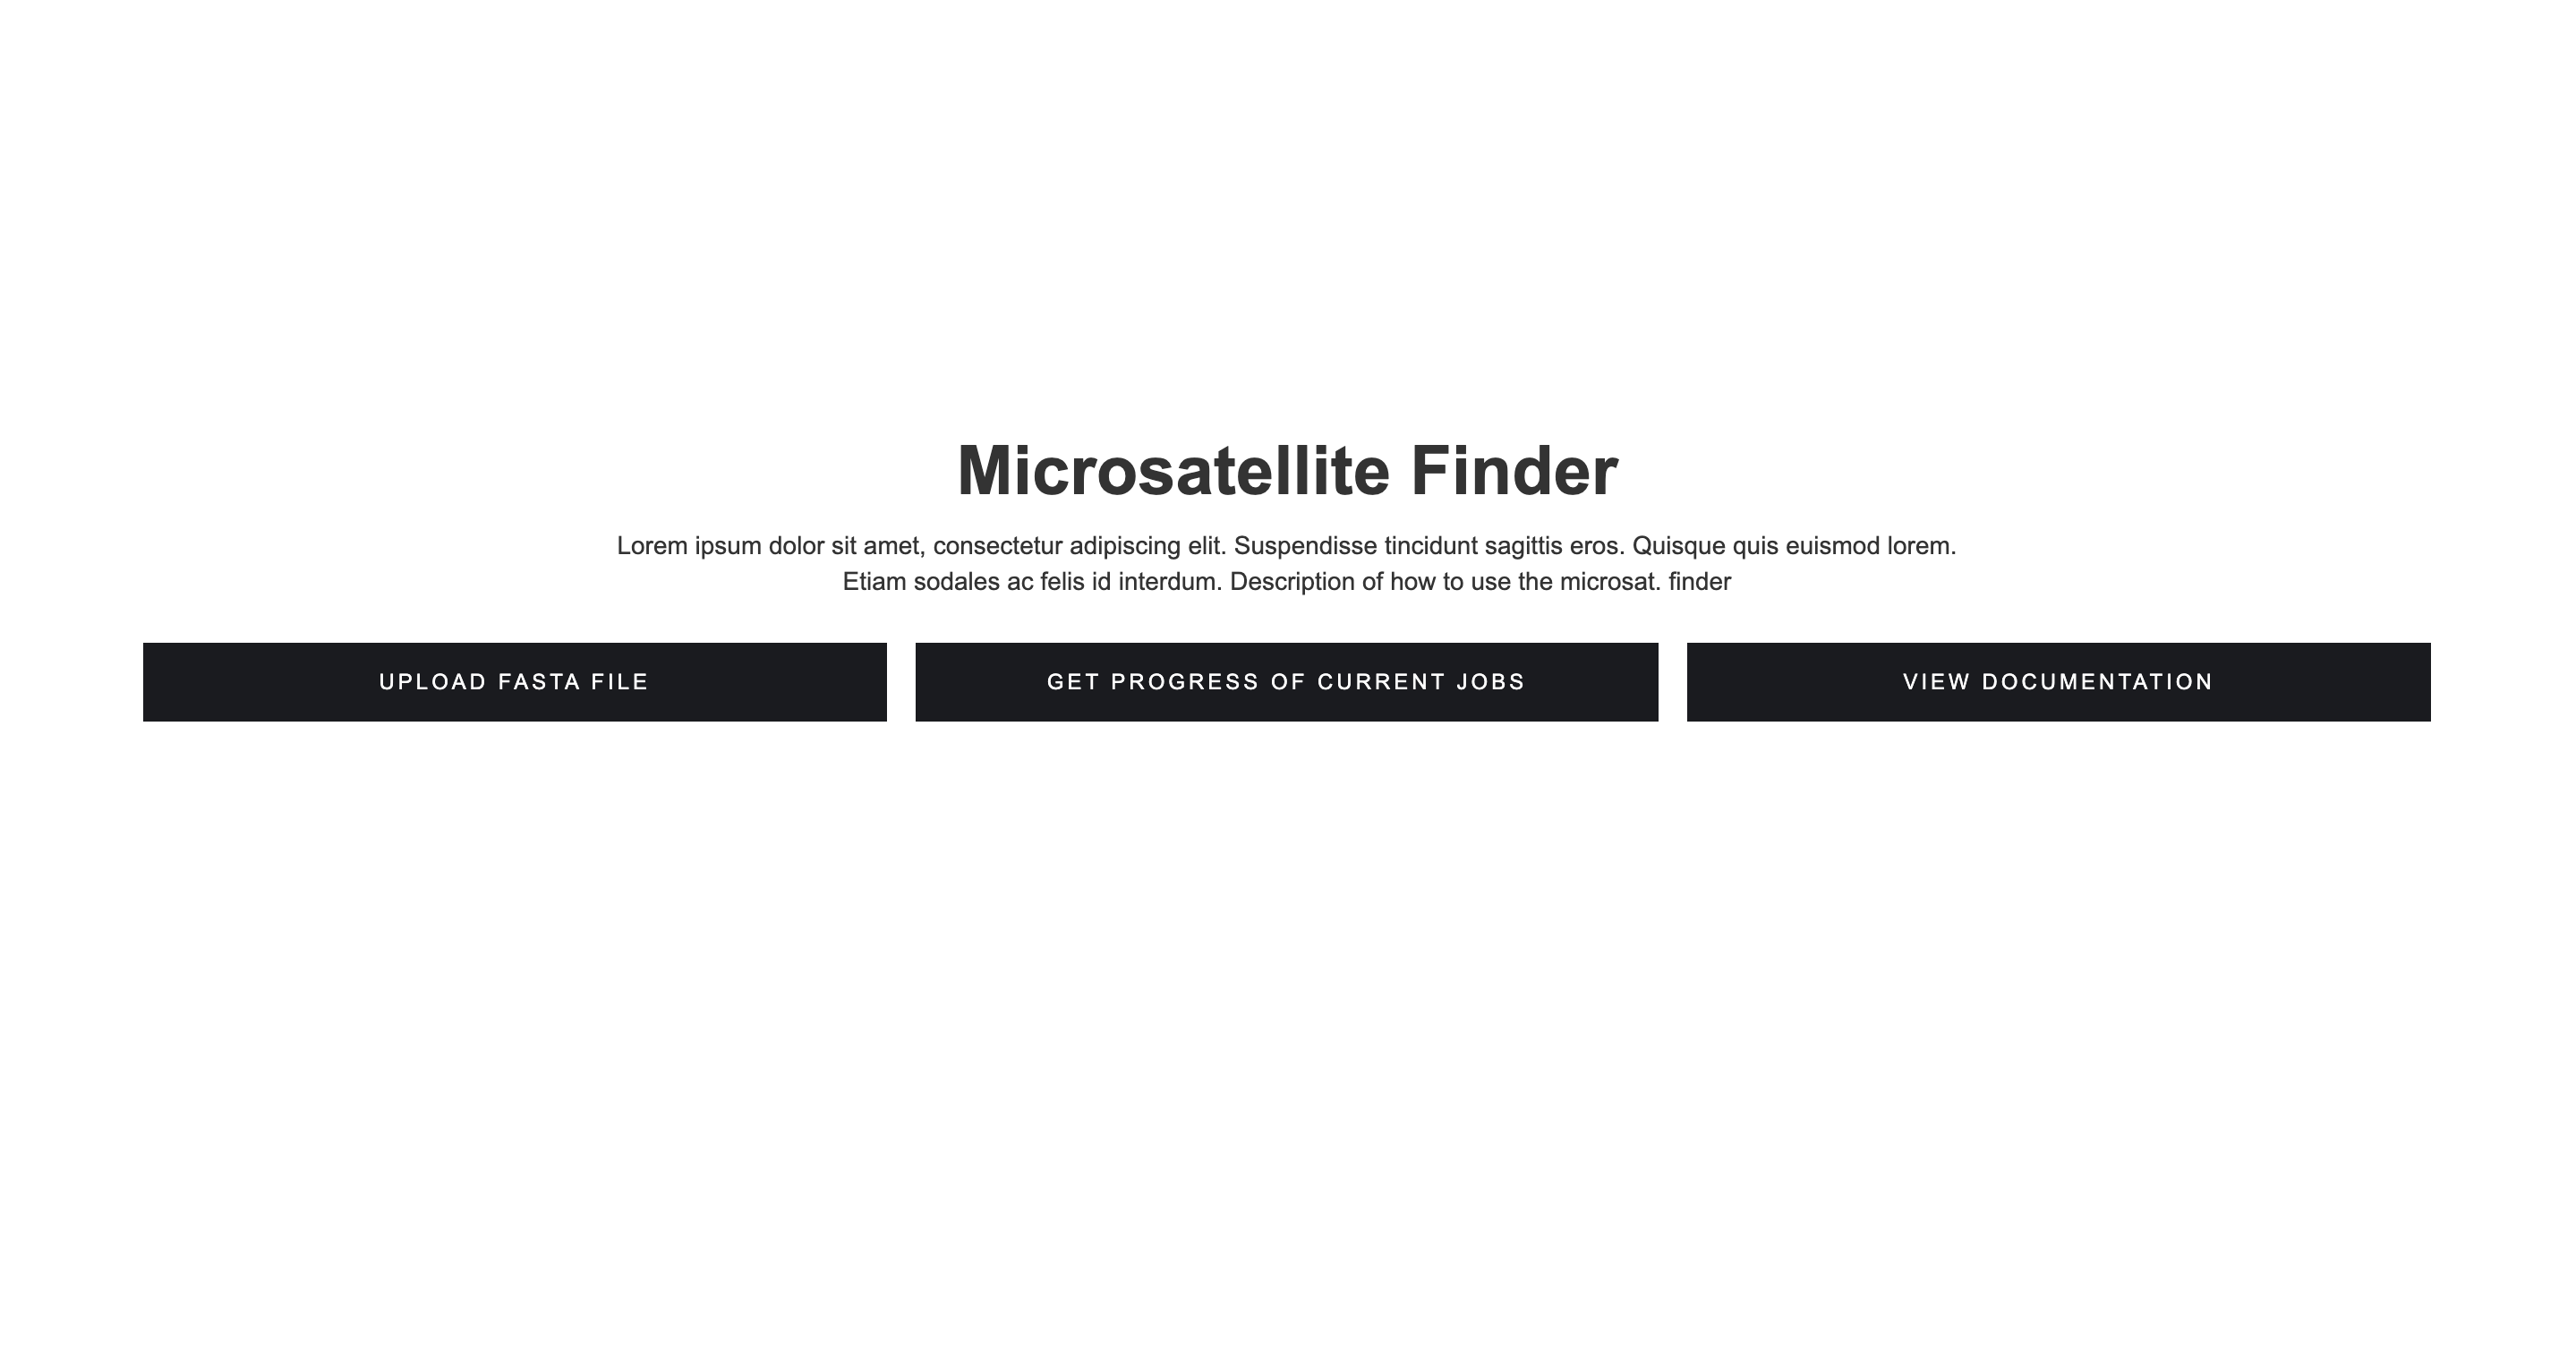 Microsatellite Finder
Lorem ipsum dolor sit amet, consectetur adipiscing elit. Suspendisse tincidunt sagittis eros. Quisque quis euismod lorem.
Etiam sodales ac felis id interdum. Description of how to use the microsat. finder
UPLOAD FASTA FILE
GET PROGRESS OF CURRENT JOBS
VIEW DOCUMENTATION